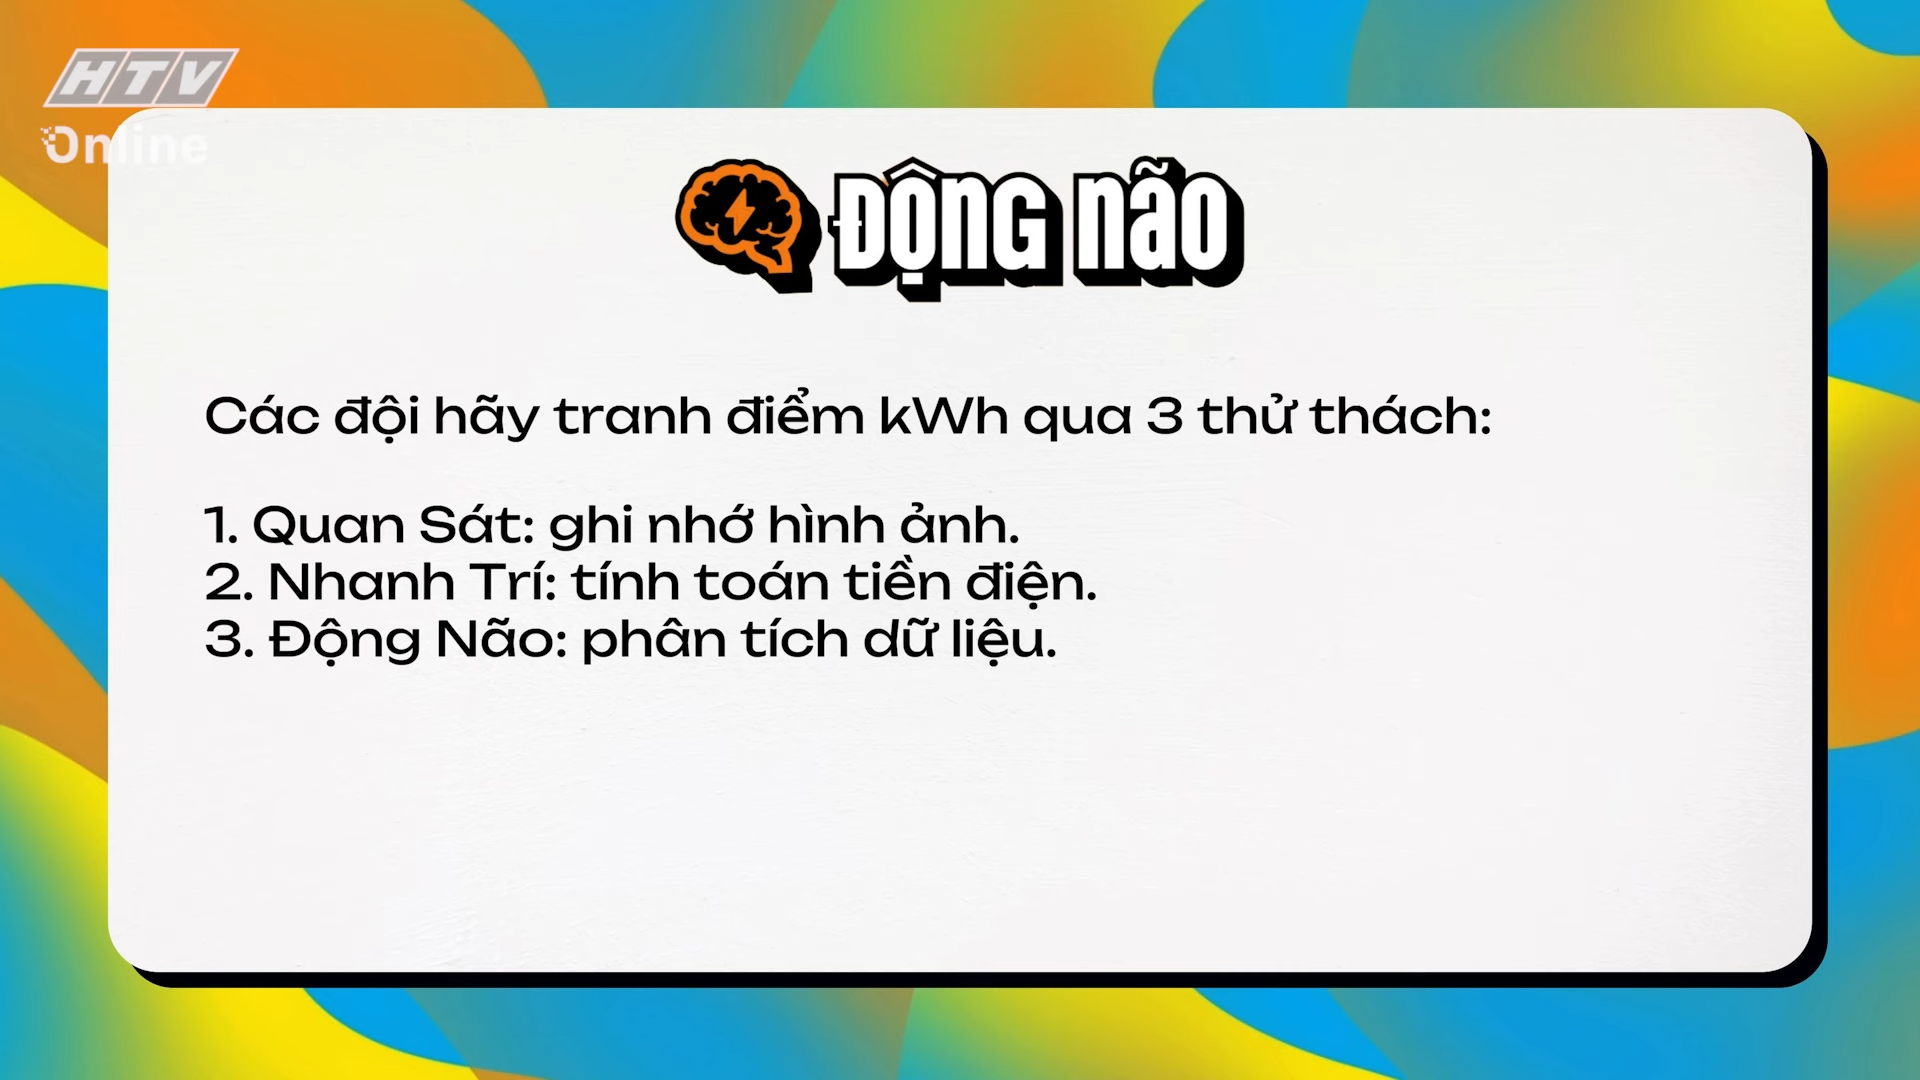 HTV
Online
ĐỘNG NÃO
Các đội hãy tranh điểm kWh qua 3 thử thách:
1. Quan Sát: ghi nhớ hình ảnh.
2. Nhanh Trí: tính toán tiền điện.
3. Động Não: phân tích dữ liệu.